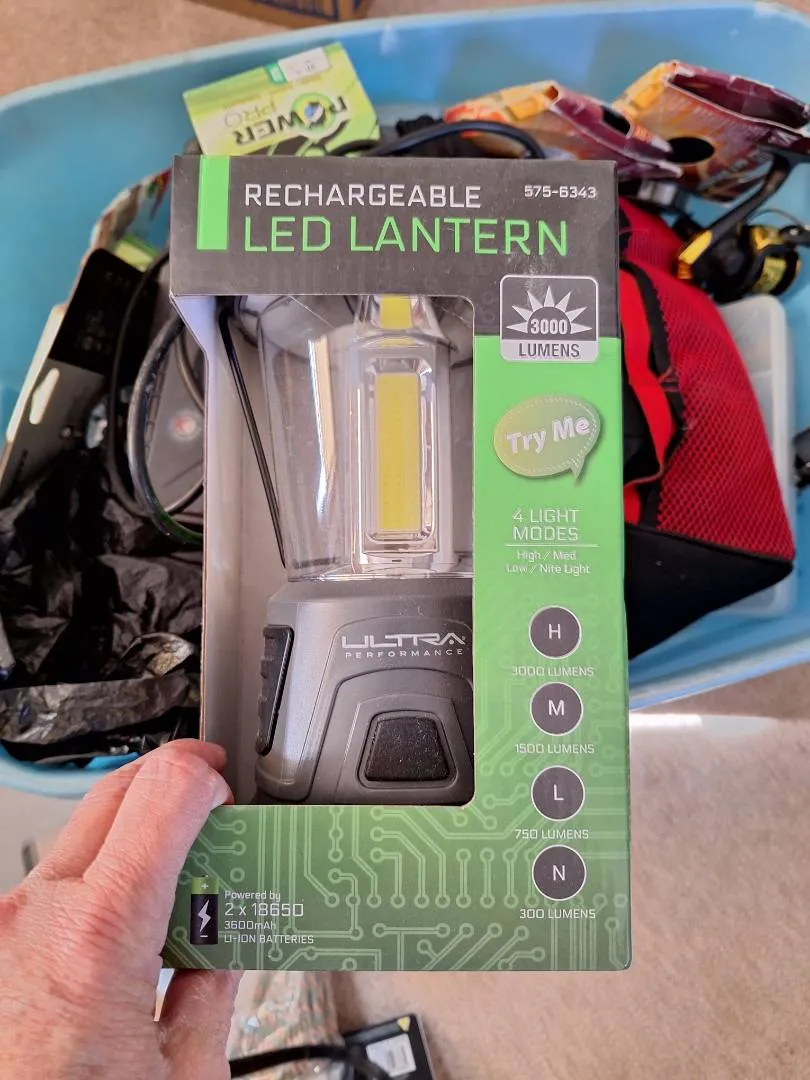 POWER
PRO
RECHARGEABLE
575-6343
LED LANTERN
3000
LUMENS
Try Me
4 LIGHT
MODES
High / Med
Low / Nite Light
ULTRA
PERFORMANCE
H
3000 LUMENS
M
1500 LUMENS
L
750 LUMENS
N
300 LUMENS
Powered by
2 x 18650
3600mAh
LI-ION BATTERIES